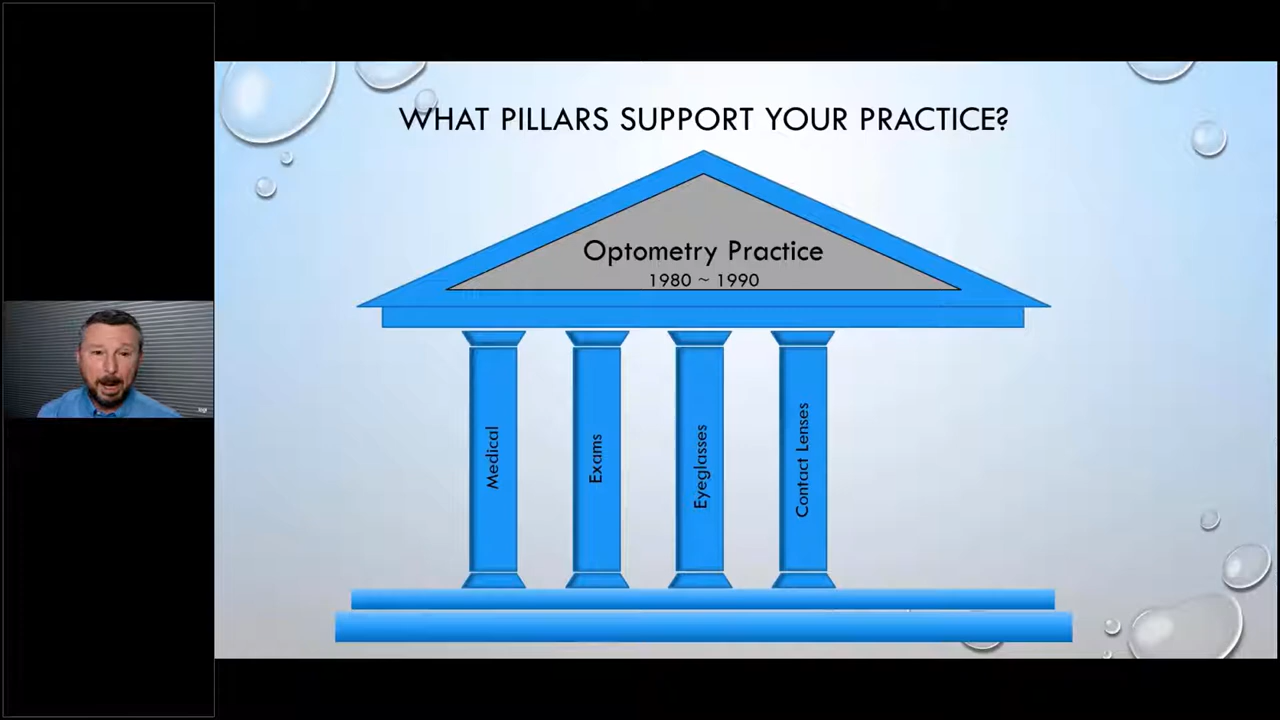 WHAT PILLARS SUPPORT YOUR PRACTICE?
Optometry Practice
1980 ~ 1990
Medical
Exams
Eyeglasses
Contact Lenses